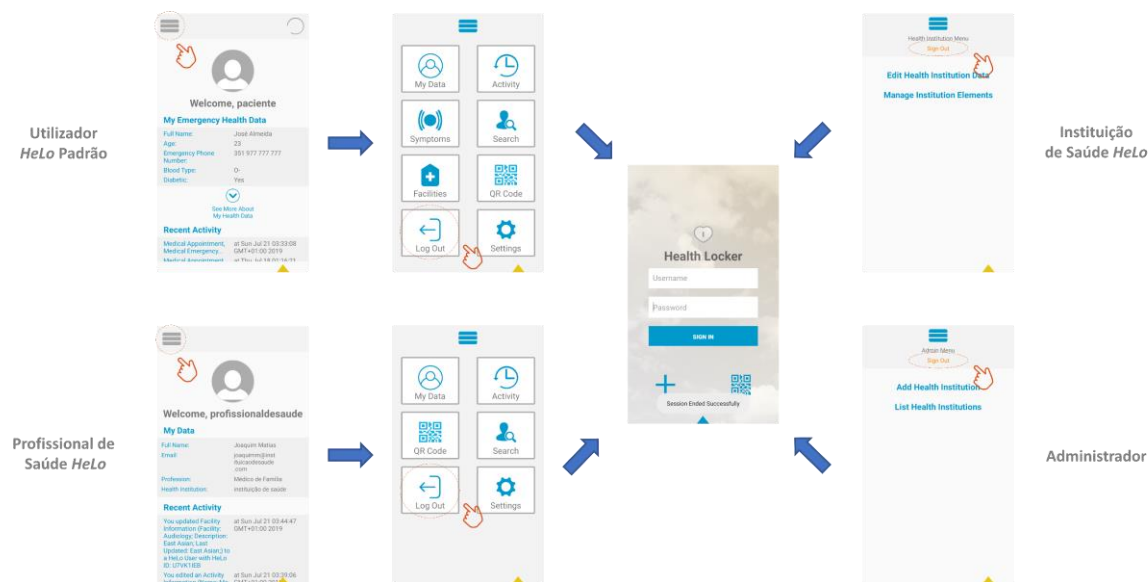 Utilizador
HeLo Padrão
Welcome, paciente
My Emergency Health Data
Full Name: José Almeida
Age: 23
Emergency Phone Number: 351 977 777 777
Blood Type: O-
Diabetic: Yes
See More About
My Health Data
Recent Activity
Medical Appointment, at Sun Jul 21 03:33:08
Medical Emergency... GMT+01:00 2019
Medical Appointment
My Data
Activity
Symptoms
Search
Facilities
QR Code
Log Out
Settings
Health Locker
Username
Password
SIGN IN
Session Ended Successfully
Health Institution Menu
Sign Out
Edit Health Institution Data
Manage Institution Elements
Instituição
de Saúde HeLo
Profissional de
Saúde HeLo
Welcome, profissionaldesaude
My Data
Full Name: Joaquim Matias
Email: joaquimm@inst
ituicaodesaude
.com
Profession: Médico de Família
Health Institution: instituição de saúde
Recent Activity
You updated Facility at Sun Jul 21 03:44:47
Information (Facility: GMT+01:00 2019
Audiology; Description:
East Asian; Last
Updated: East Asian;) to
a HeLo User with HeLo
You edited an Activity at Sun Jul 21 03:39:06
My Data
Activity
QR Code
Search
Log Out
Settings
Admin Menu
Sign Out
Add Health Institution
List Health Institutions
Administrador